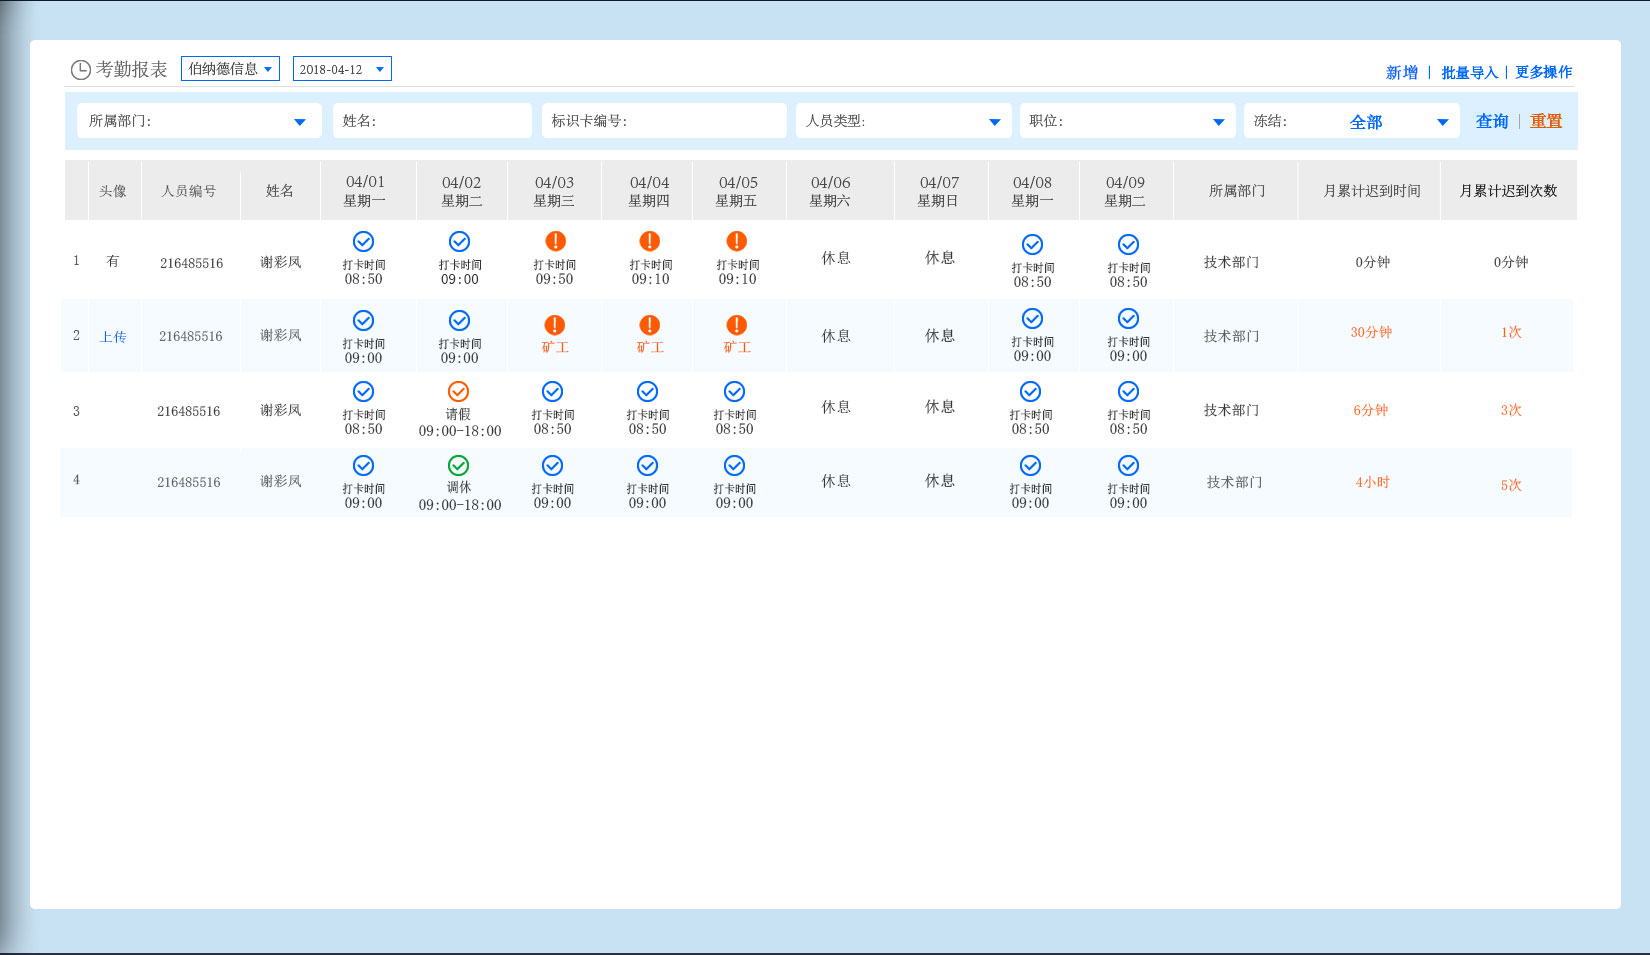 考勤报表 伯纳德信息 2018-04-12 新增 | 批量导入 | 更多操作
所属部门: 姓名: 标识卡编号: 人员类型: 职位: 冻结: 全部 查询 | 重置
头像 人员编号 姓名 04/01 星期一 04/02 星期二 04/03 星期三 04/04 星期四 04/05 星期五 04/06 星期六 04/07 星期日 04/08 星期一 04/09 星期二 所属部门 月累计迟到时间 月累计迟到次数
1 有 216485516 谢彩凤 打卡时间 08:50 打卡时间 09:00 打卡时间 09:50 打卡时间 09:10 打卡时间 09:10 休息 休息 打卡时间 08:50 打卡时间 08:50 技术部门 0分钟 0分钟
2 上传 216485516 谢彩凤 打卡时间 09:00 打卡时间 09:00 矿工 矿工 矿工 休息 休息 打卡时间 09:00 打卡时间 09:00 技术部门 30分钟 1次
3 216485516 谢彩凤 打卡时间 08:50 请假 09:00-18:00 打卡时间 08:50 打卡时间 08:50 打卡时间 08:50 休息 休息 打卡时间 08:50 打卡时间 08:50 技术部门 6分钟 3次
4 216485516 谢彩凤 打卡时间 09:00 调休 09:00-18:00 打卡时间 09:00 打卡时间 09:00 打卡时间 09:00 休息 休息 打卡时间 09:00 打卡时间 09:00 技术部门 4小时 5次